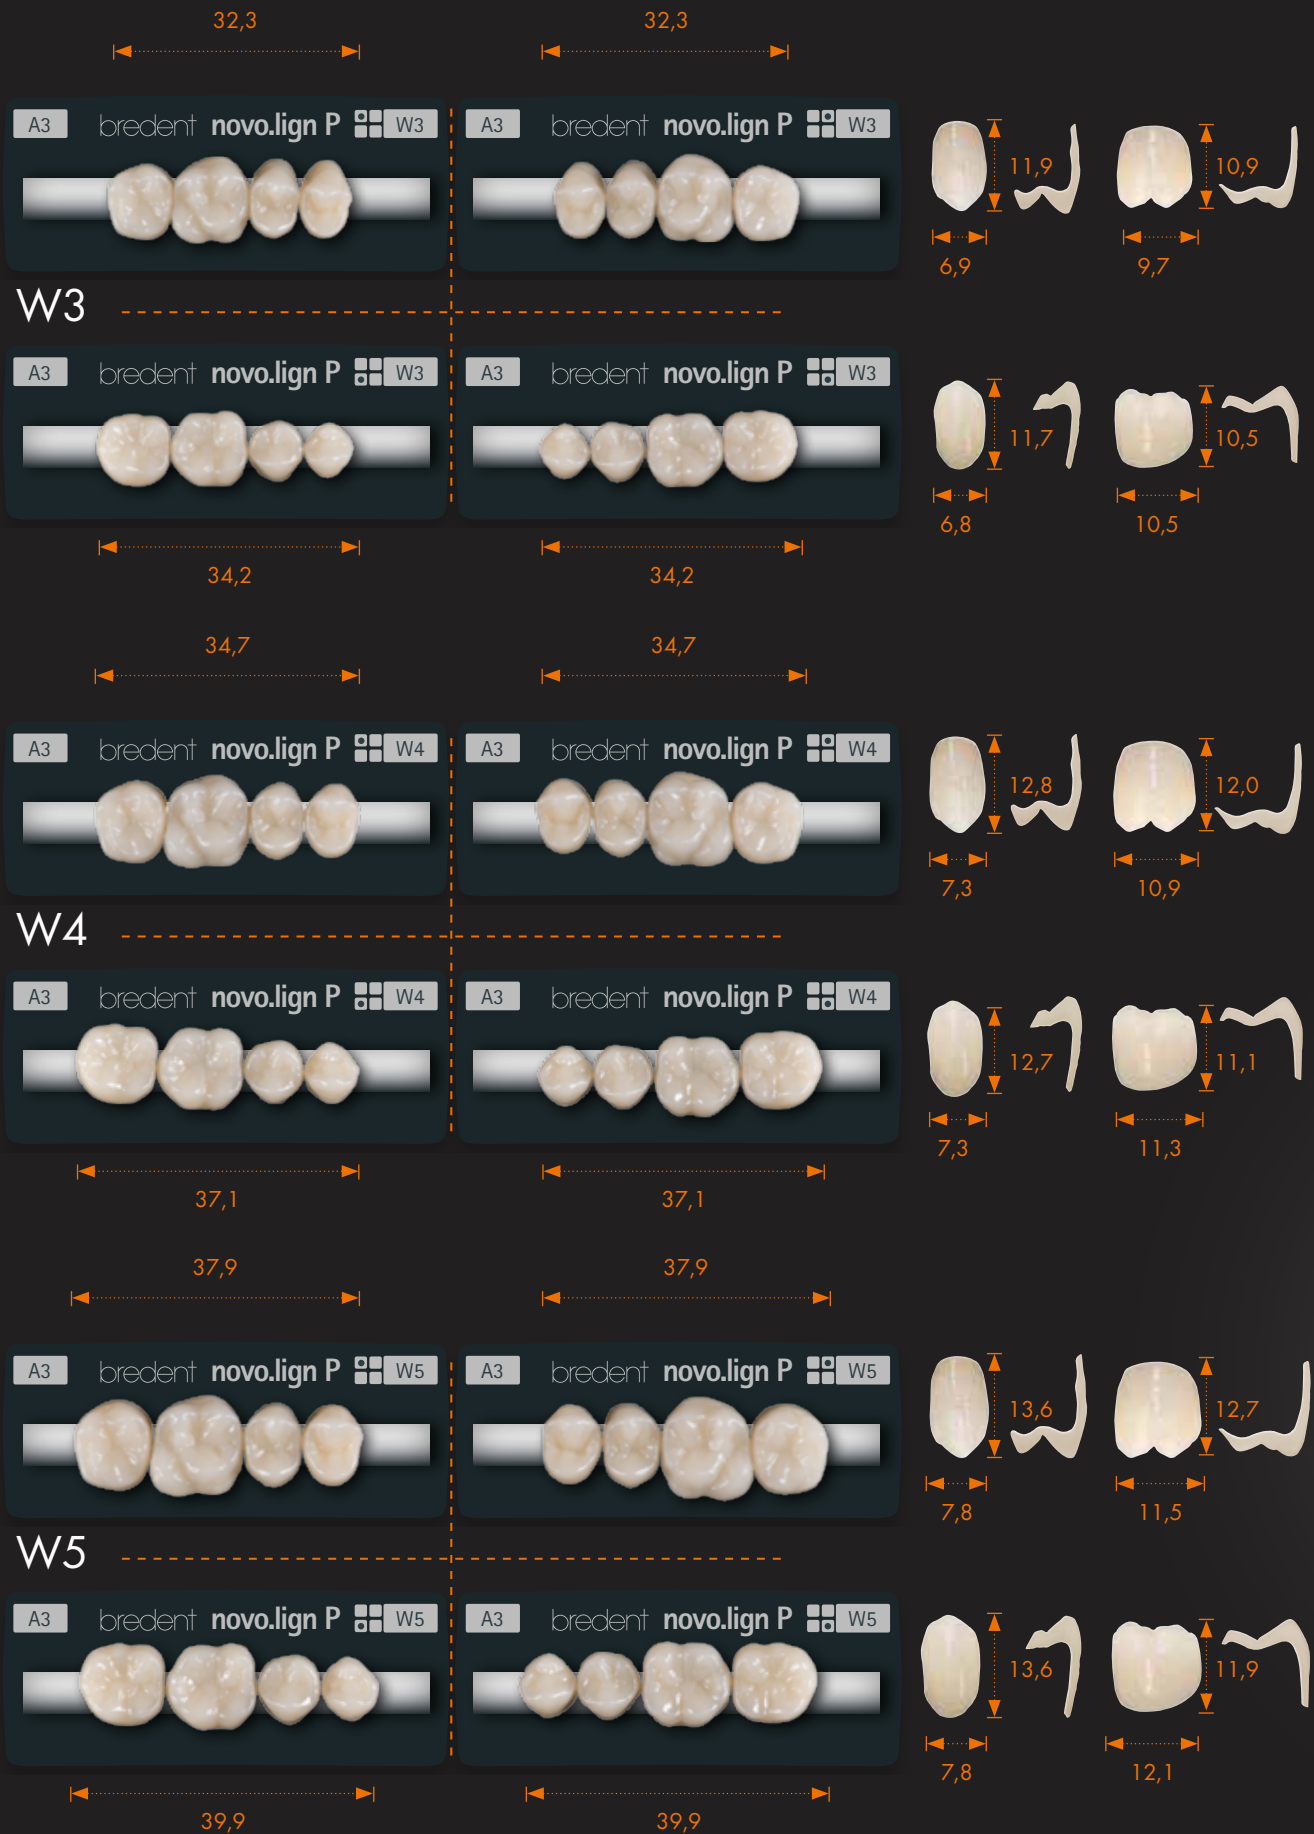 32,3 32,3
A3 bredent novo.lign P W3 A3 bredent novo.lign P W3
11,9 10,9
6,9 9,7
W3
A3 bredent novo.lign P W3 A3 bredent novo.lign P W3
11,7 10,5
6,8 10,5
34,2 34,2
34,7 34,7
A3 bredent novo.lign P W4 A3 bredent novo.lign P W4
12,8 12,0
7,3 10,9
W4
A3 bredent novo.lign P W4 A3 bredent novo.lign P W4
12,7 11,1
7,3 11,3
37,1 37,1
37,9 37,9
A3 bredent novo.lign P W5 A3 bredent novo.lign P W5
13,6 12,7
7,8 11,5
W5
A3 bredent novo.lign P W5 A3 bredent novo.lign P W5
13,6 11,9
7,8 12,1
39,9 39,9